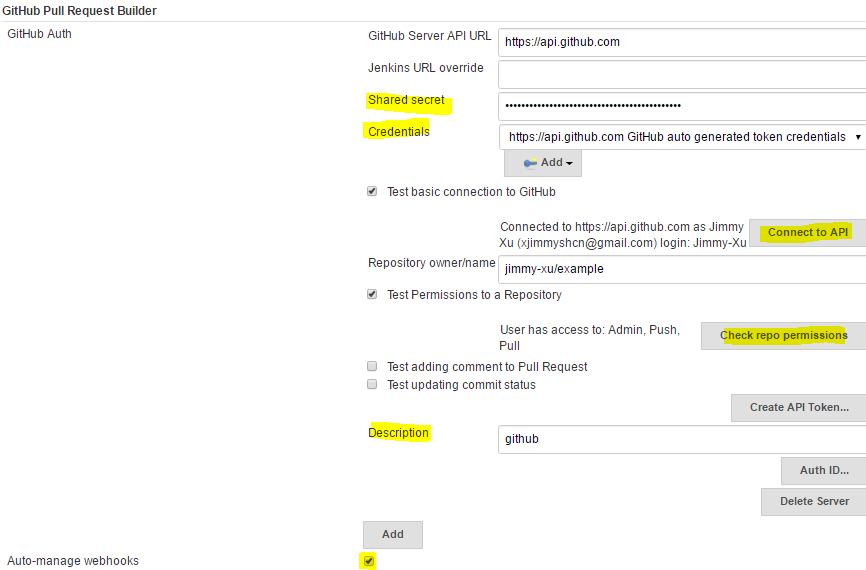 GitHub Pull Request Builder
GitHub Auth
GitHub Server API URL
https://api.github.com
Jenkins URL override
Shared secret
••••••••••••••••••••••••••••••••••••••••••••
Credentials
https://api.github.com GitHub auto generated token credentials
Add
Test basic connection to GitHub
Connected to https://api.github.com as Jimmy
Xu (xjimmyshcn@gmail.com) login: Jimmy-Xu
Connect to API
Repository owner/name
jimmy-xu/example
Test Permissions to a Repository
User has access to: Admin, Push,
Pull
Check repo permissions
Test adding comment to Pull Request
Test updating commit status
Create API Token...
Description
github
Auth ID...
Delete Server
Add
Auto-manage webhooks